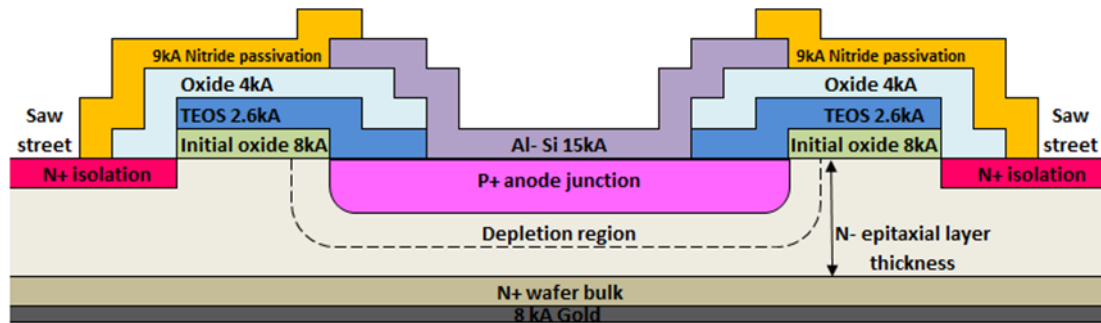 9kA Nitride passivation
9kA Nitride passivation
Oxide 4kA
Oxide 4kA
Saw
street
TEOS 2.6kA
TEOS 2.6kA
Saw
street
Initial oxide 8kA
Al- Si 15kA
Initial oxide 8kA
N+ isolation
P+ anode junction
N+ isolation
Depletion region
N- epitaxial layer
thickness
N+ wafer bulk
8 kA Gold